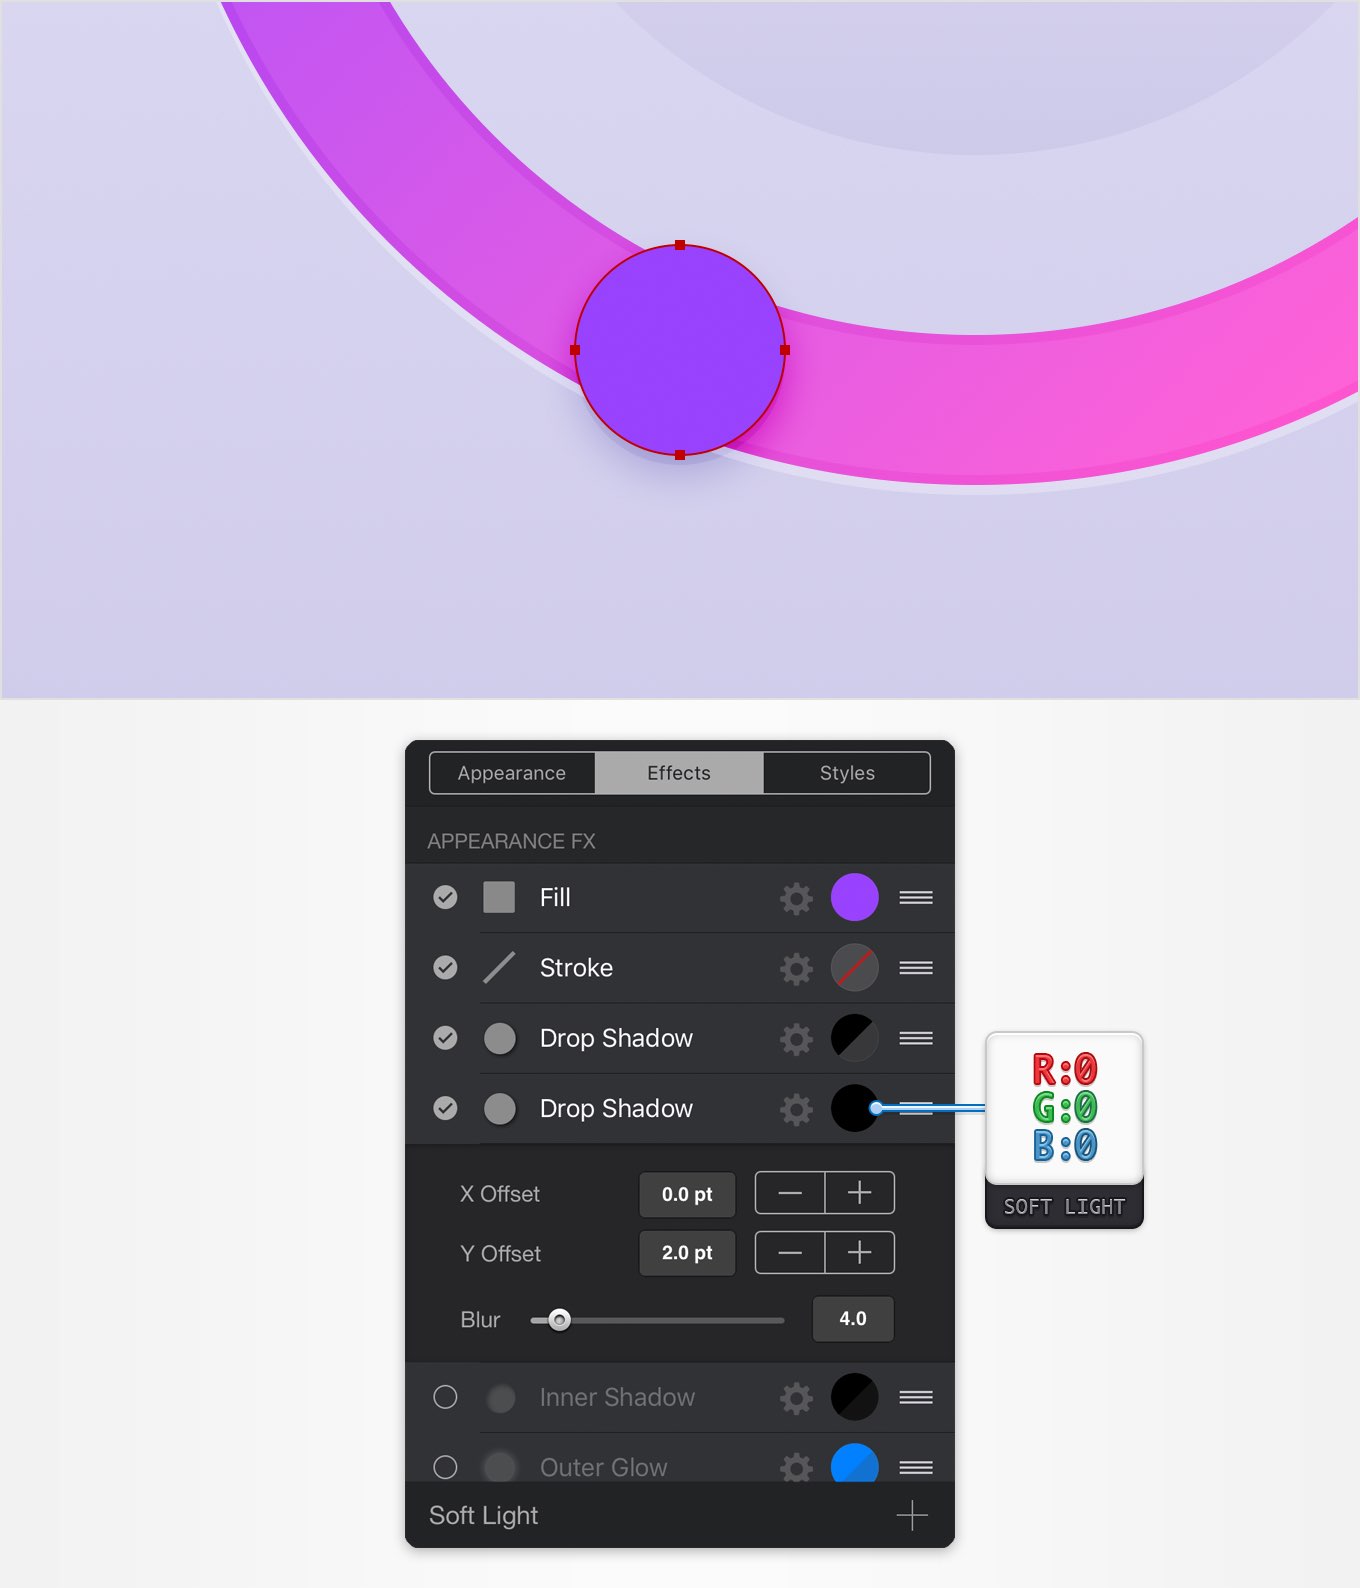 Appearance Effects Styles
APPEARANCE FX
Fill
Stroke
Drop Shadow
Drop Shadow
R:0
G:0
B:0
SOFT LIGHT
X Offset 0.0 pt
Y Offset 2.0 pt
Blur 4.0
Inner Shadow
Outer Glow
Soft Light